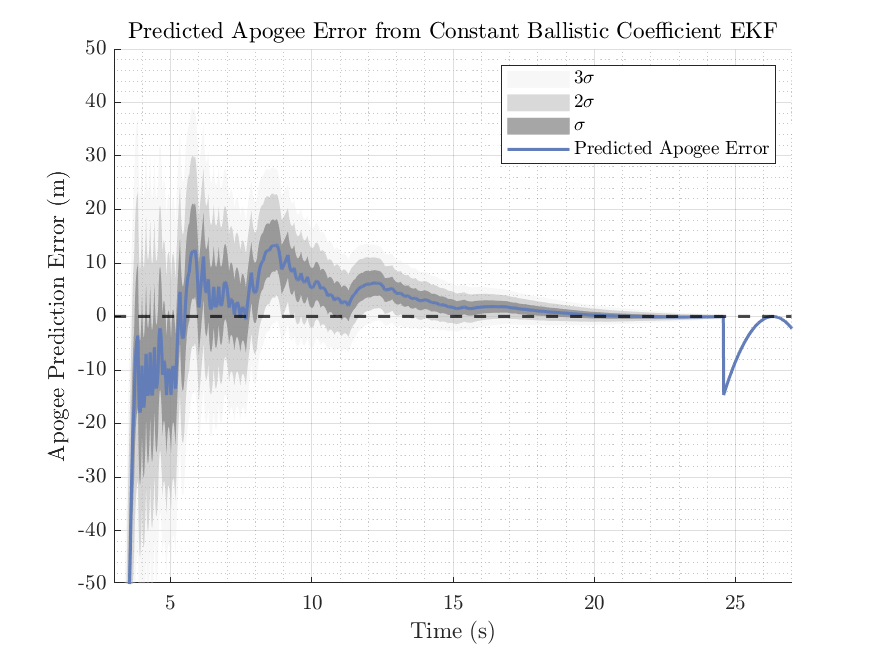 Predicted Apogee Error from Constant Ballistic Coefficient EKF
50
40
30
20
10
0
-10
-20
-30
-40
-50
Apogee Prediction Error (m)
3σ
2σ
σ
Predicted Apogee Error
5
10
15
20
25
Time (s)